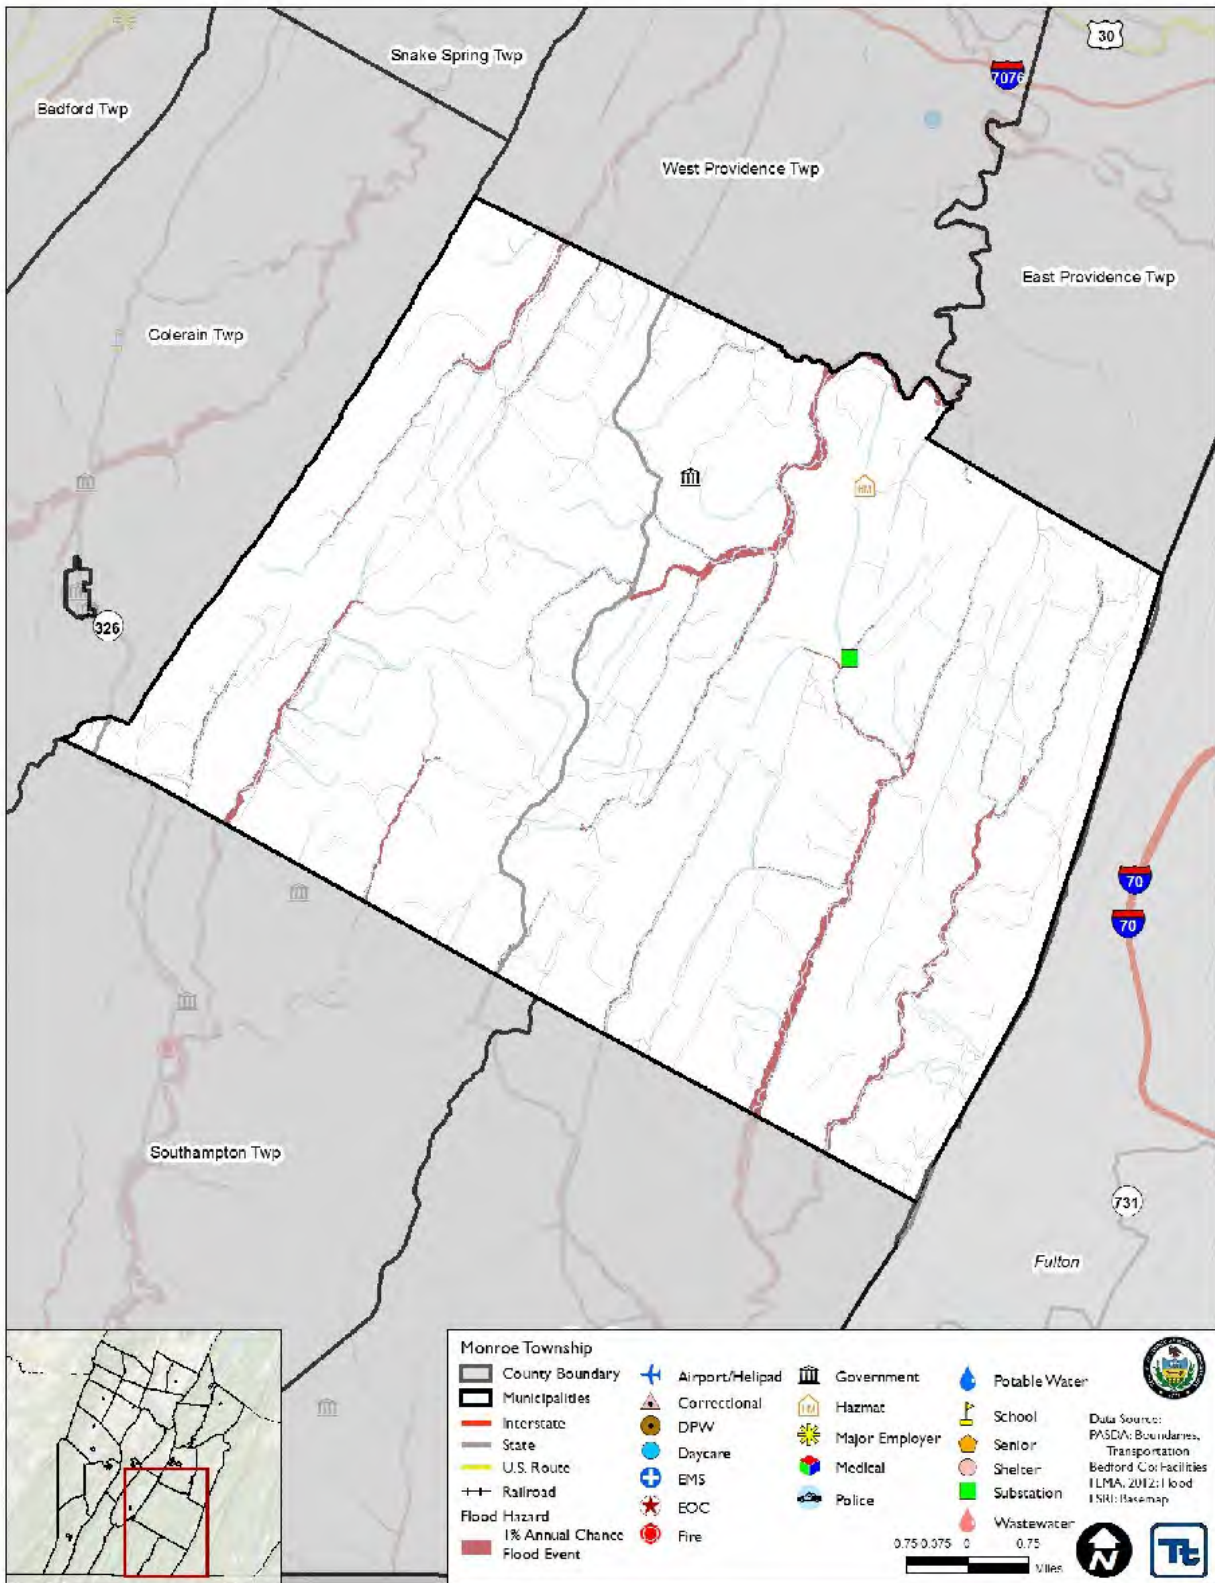 30
Snake Spring Twp
7076
Bedford Twp
West Providence Twp
East Providence Twp
Colerain Twp
HM
326
70
70
Southampton Twp
731
Fulton
Monroe Township
County Boundary
Municipalities
Interstate
State
U.S. Route
Railroad
Flood Hazard
1% Annual Chance
Flood Event
Airport/Helipad
Correctional
DPW
Daycare
EMS
EOC
Fire
Government
HM
Hazmat
Major Employer
Medical
Police
Potable Water
School
Senior
Shelter
Substation
Wastewater
Data Source:
PASDA: Boundaries,
Transportation
Bedford Co: Facilities
FEMA, 2012: Flood
ESRI: Basemap
0.75 0.375 0 0.75
Miles
N
Tt